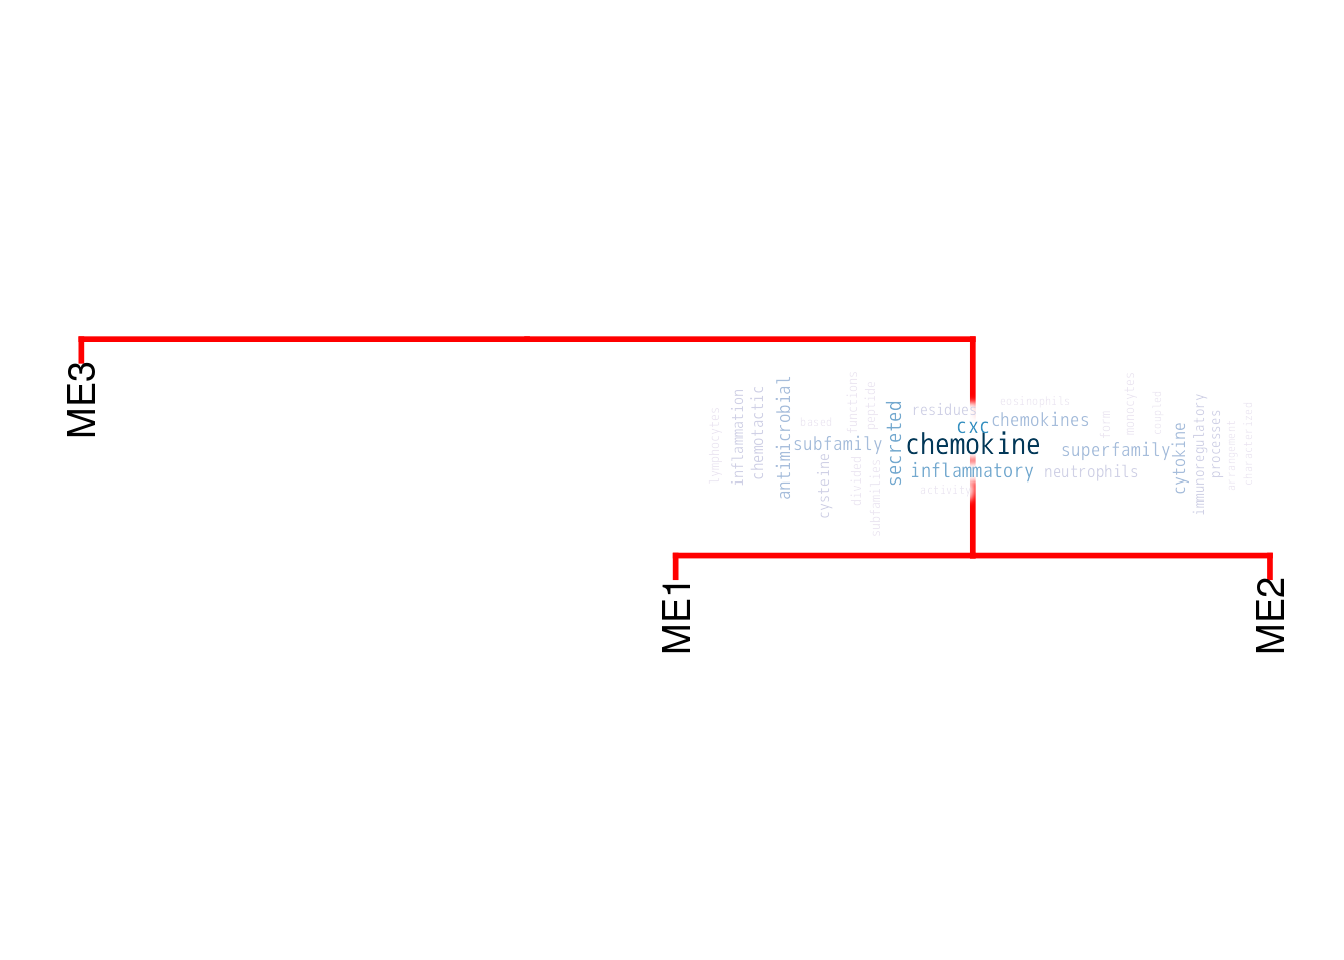 ME3
lymphocytes
inflammation
chemotactic
antimicrobial
based
subfamily
cysteine
functions
peptide
divided
subfamilies
secreted
residues
cxc
chemokine
inflammatory
eosinophils
chemokines
superfamily
neutrophils
form
monocytes
coupled
cytokine
immunoregulatory
processes
arrangement
characterized
ME1
ME2